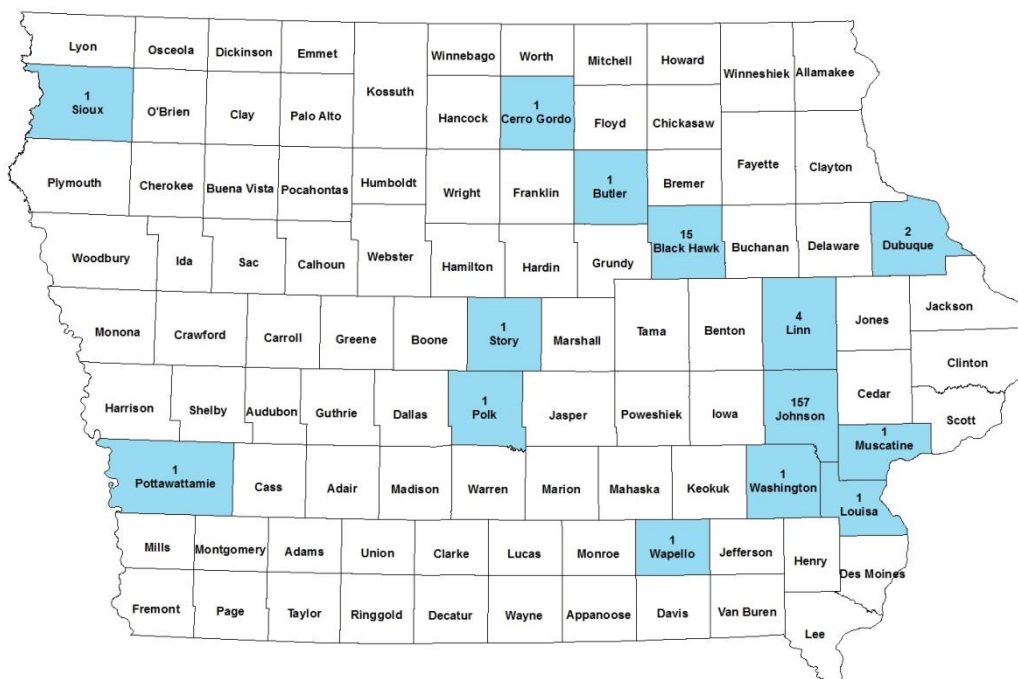 Lyon
Osceola
Dickinson
Emmet
Kossuth
Winnebago
Worth
Mitchell
Howard
Winneshiek
Allamakee
1
Sioux
O'Brien
Clay
Palo Alto
Hancock
1
Cerro Gordo
Floyd
Chickasaw
Plymouth
Cherokee
Buena Vista
Pocahontas
Humboldt
Wright
Franklin
1
Butler
Bremer
Fayette
Clayton
Woodbury
Ida
Sac
Calhoun
Webster
Hamilton
Hardin
Grundy
15
Black Hawk
Buchanan
Delaware
2
Dubuque
Monona
Crawford
Carroll
Greene
Boone
1
Story
Marshall
Tama
Benton
4
Linn
Jones
Jackson
Clinton
Harrison
Shelby
Audubon
Guthrie
Dallas
1
Polk
Jasper
Poweshiek
Iowa
157
Johnson
Cedar
Scott
1
Muscatine
1
Pottawattamie
Cass
Adair
Madison
Warren
Marion
Mahaska
Keokuk
1
Washington
1
Louisa
Mills
Montgomery
Adams
Union
Clarke
Lucas
Monroe
1
Wapello
Jefferson
Henry
Des Moines
Fremont
Page
Taylor
Ringgold
Decatur
Wayne
Appanoose
Davis
Van Buren
Lee